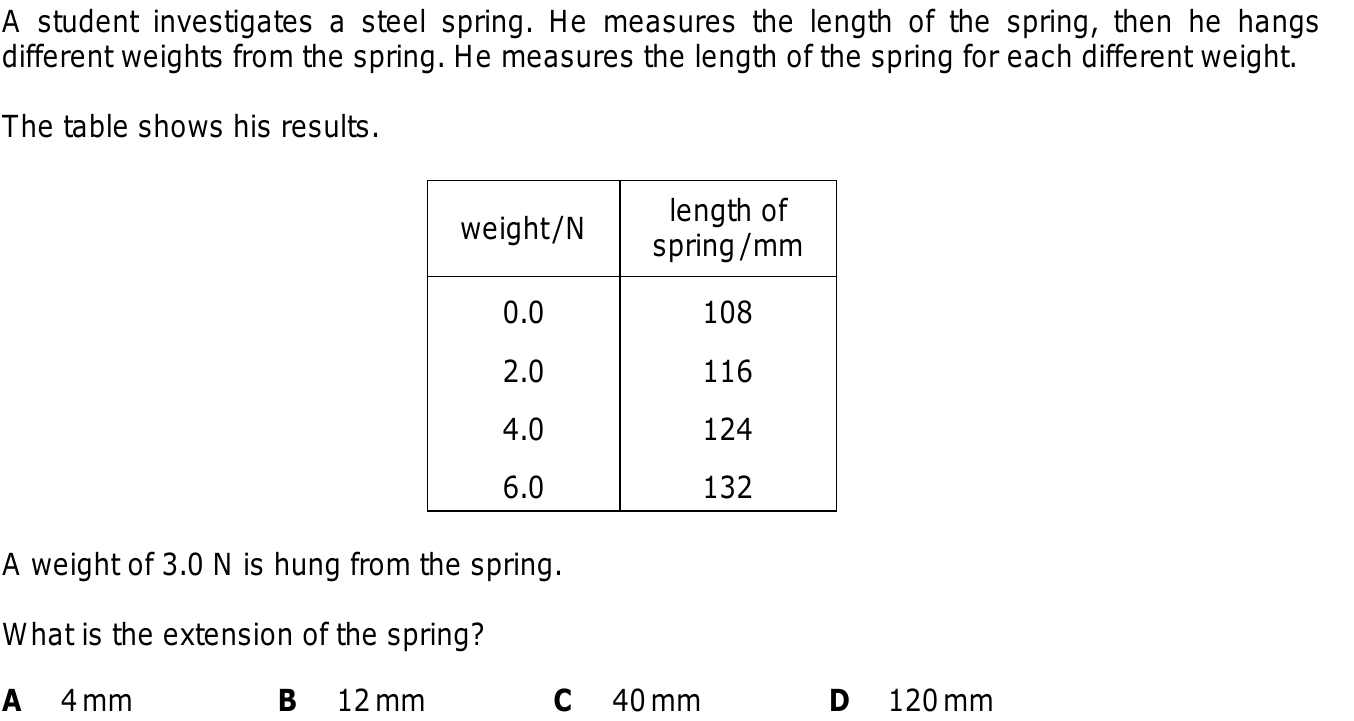 A student investigates a steel spring. He measures the length of the spring, then he hangs
different weights from the spring. He measures the length of the spring for each different weight.
The table shows his results.
weight/N length of
spring/mm
0.0 108
2.0 116
4.0 124
6.0 132
A weight of 3.0 N is hung from the spring.
What is the extension of the spring?
A 4 mm B 12 mm C 40 mm D 120 mm